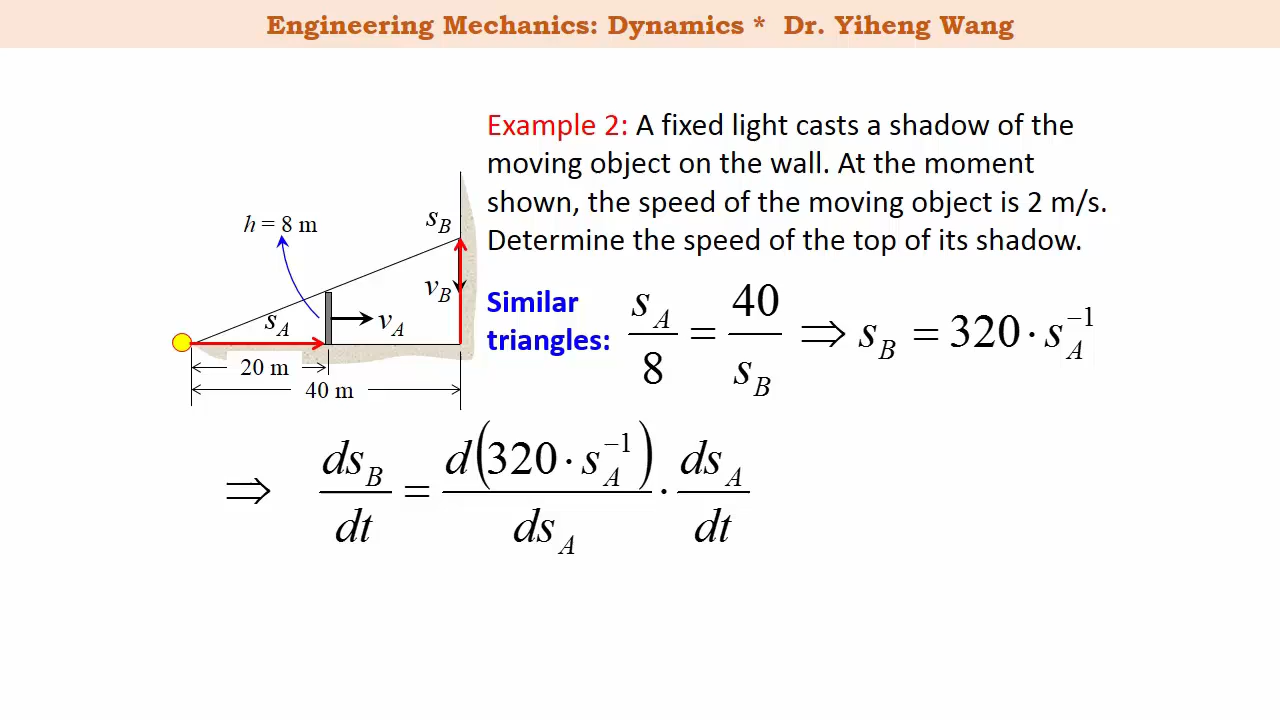 Engineering Mechanics: Dynamics * Dr. Yiheng Wang
Example 2: A fixed light casts a shadow of the
moving object on the wall. At the moment
shown, the speed of the moving object is 2 m/s.
Determine the speed of the top of its shadow.
h = 8 m
s_B
v_B
s_A
v_A
20 m
40 m
Similar
triangles:
s_A / 8 = 40 / s_B ⇒ s_B = 320 · s_A^{-1}
⇒ ds_B / dt = d(320 · s_A^{-1}) / ds_A · ds_A / dt